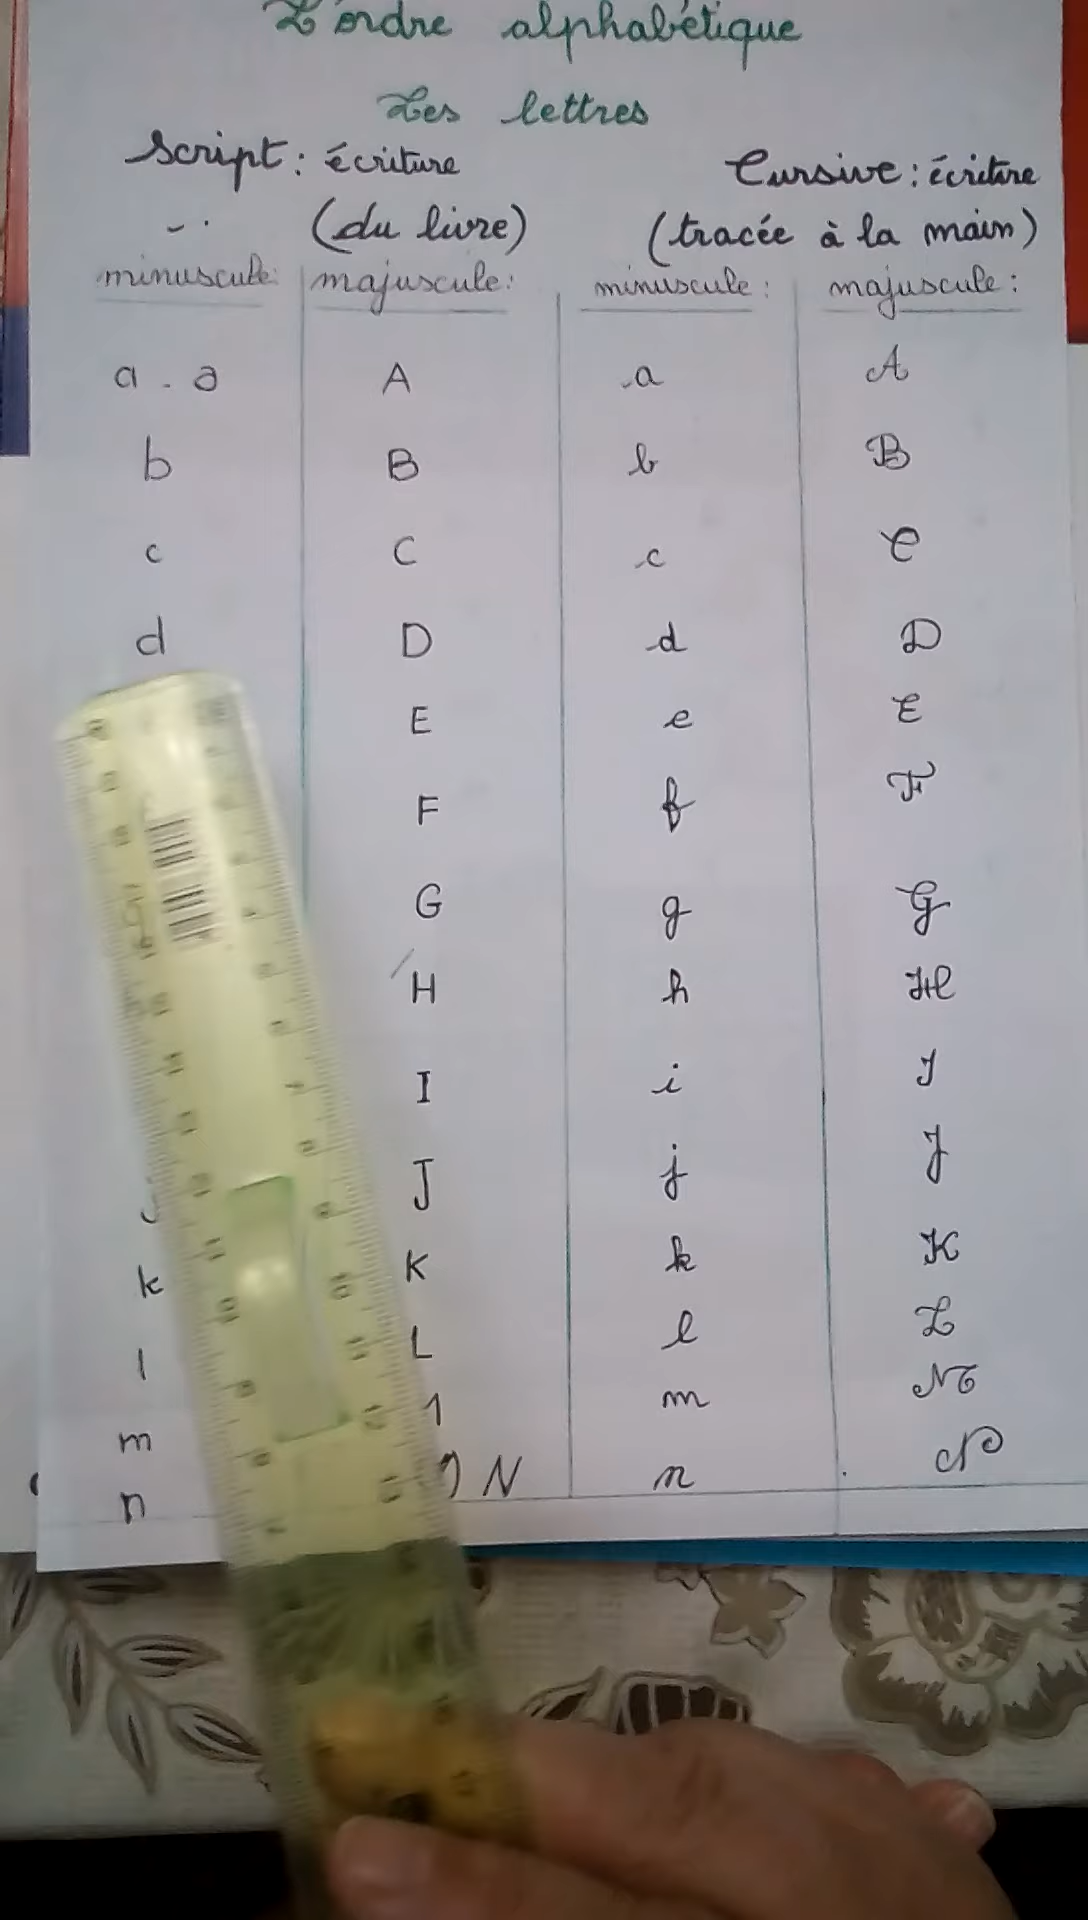 L'ordre alphabétique
Les lettres
Script : écriture Cursive : écriture
(du livre) (tracée à la main)
minuscule: majuscule: minuscule : majuscule :
a . a A a A
b B b B
c C c C
d D d D
E e E
F f F
G g G
H h H
I i I
j J j J
k K k K
l L l L
m m M
n N n N